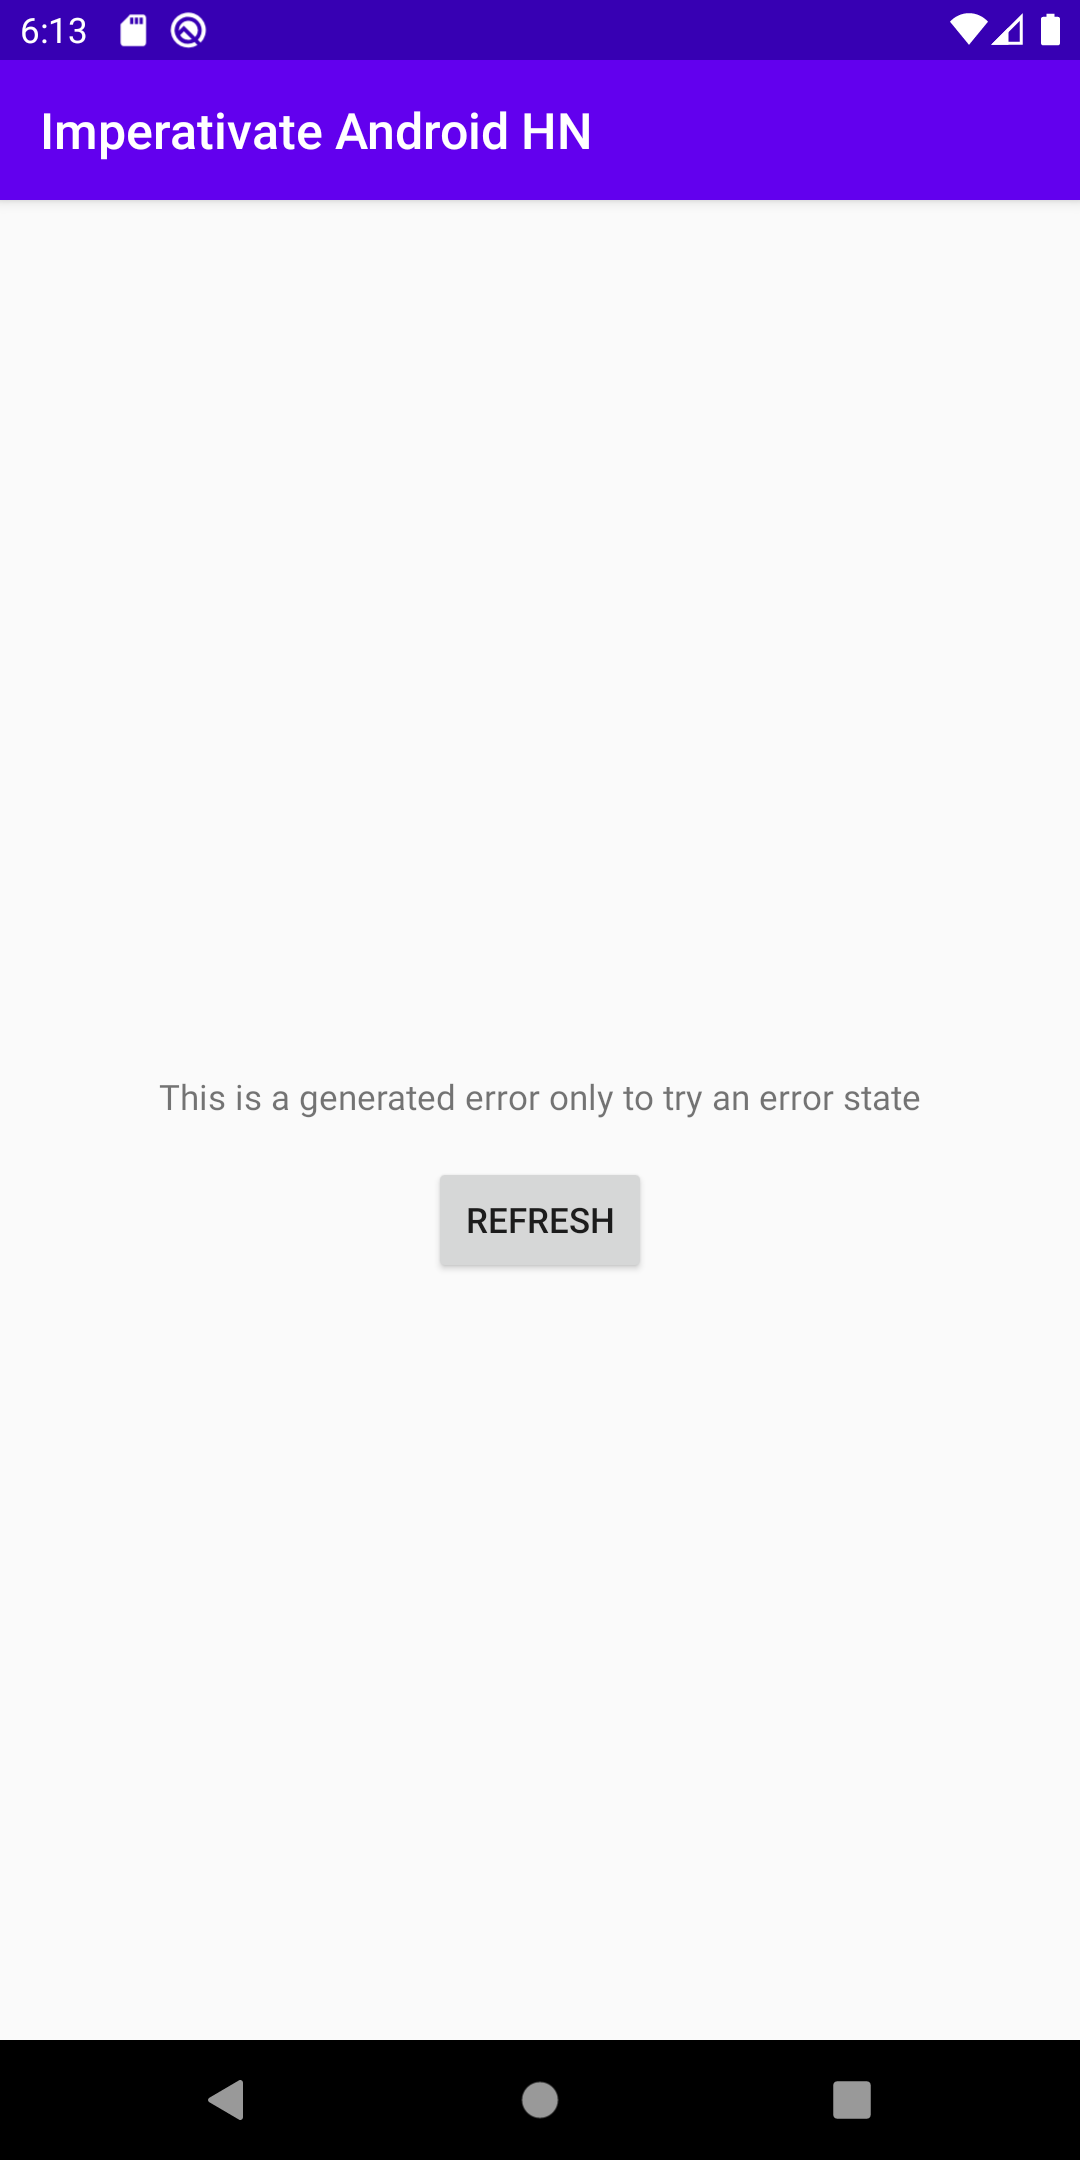 6:13
Imperativate Android HN
This is a generated error only to try an error state
REFRESH